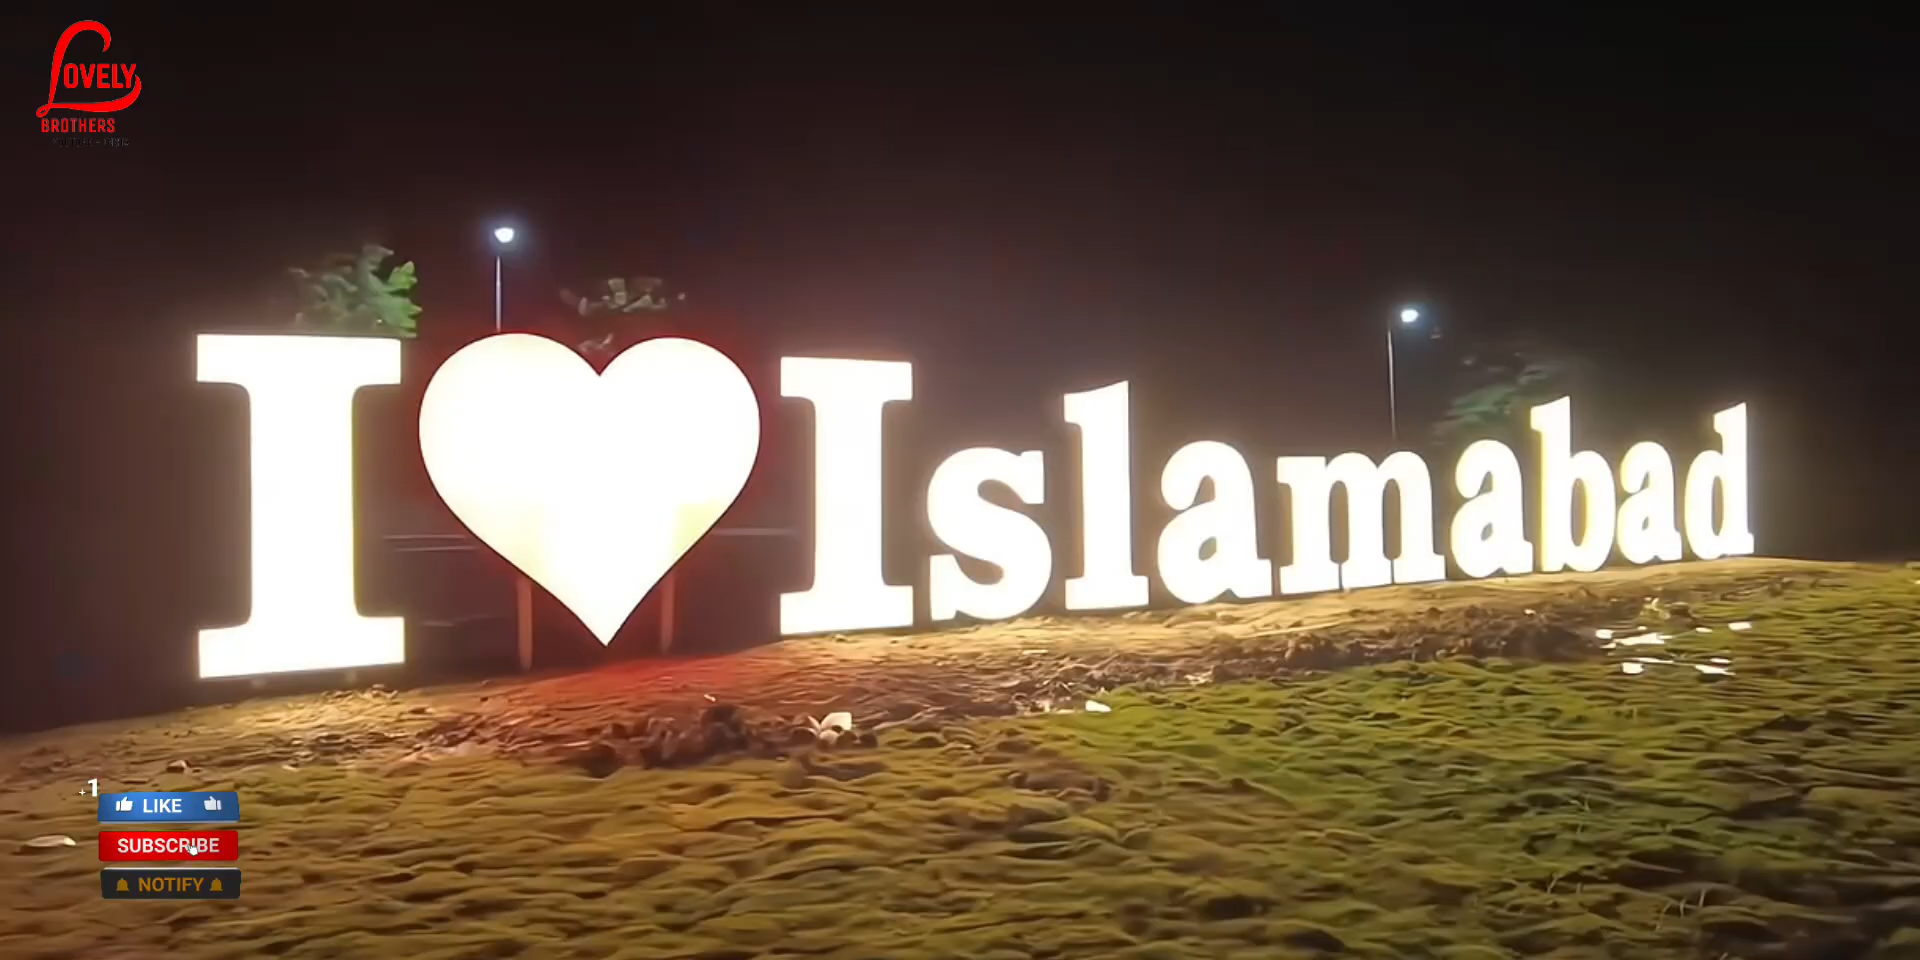 LOVELY
BROTHERS
I ♥ Islamabad
+1
LIKE
SUBSCRIBE
NOTIFY